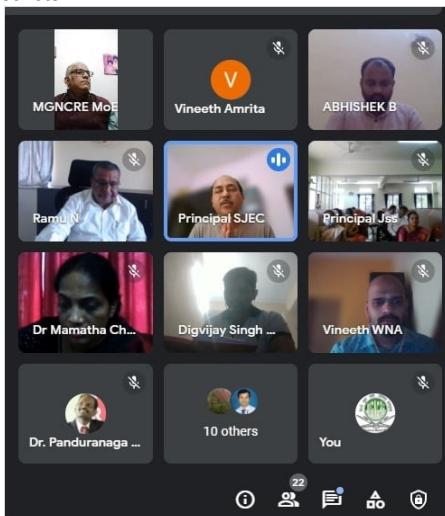 MGNCRE MoE
V
Vineeth Amrita
ABHISHEK B
Ramu N
Principal SJEC
Principal Jss
Dr Mamatha Ch...
Digvijay Singh ...
Vineeth WNA
Dr. Panduranaga ...
10 others
You
22